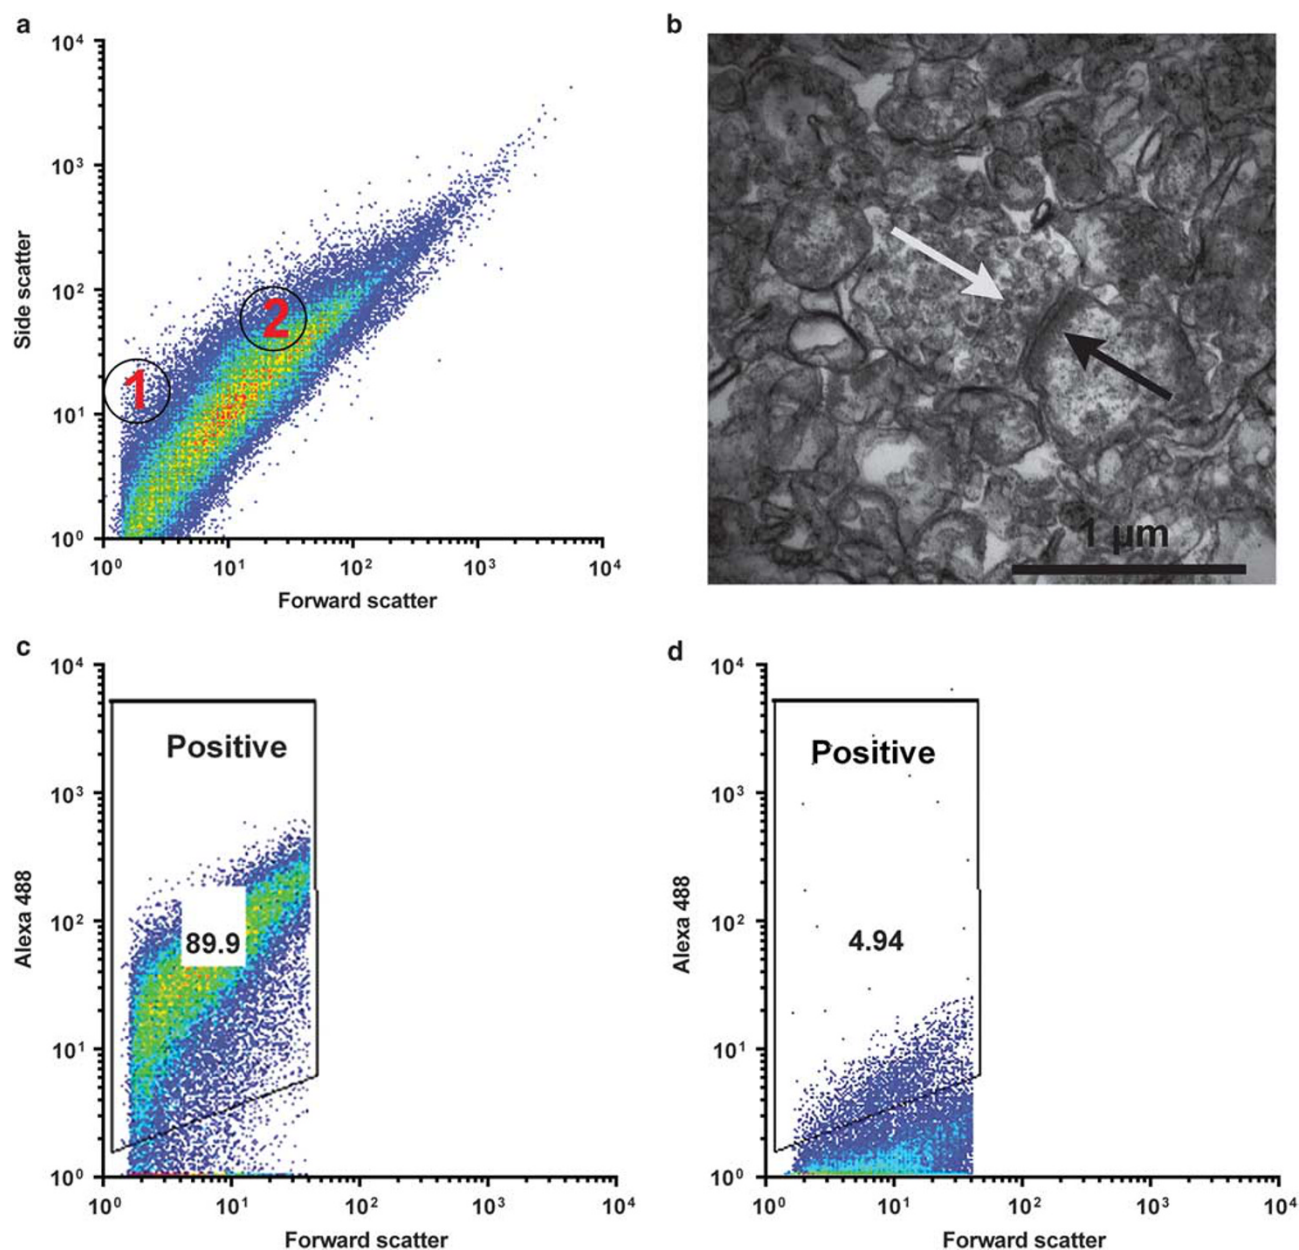 a
10⁴
10³
10²
10¹
10⁰
Side scatter
1
2
10⁰ 10¹ 10² 10³ 10⁴
Forward scatter
b
1 µm
c
10⁴
10³
10²
10¹
10⁰
Alexa 488
Positive
89.9
10⁰ 10¹ 10² 10³ 10⁴
Forward scatter
d
10⁴
10³
10²
10¹
10⁰
Alexa 488
Positive
4.94
10⁰ 10¹ 10² 10³ 10⁴
Forward scatter